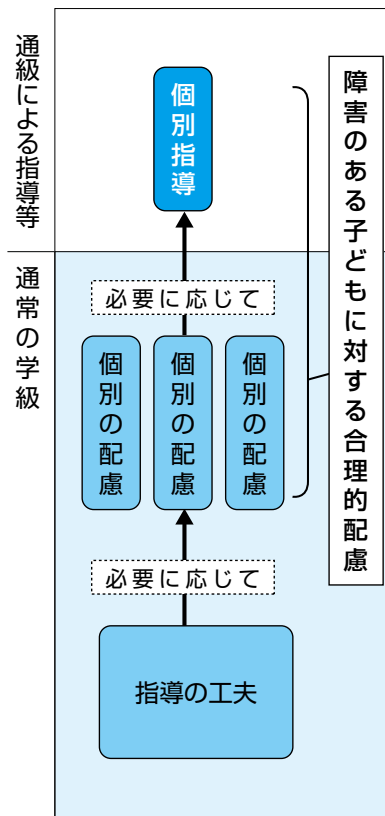 通級による指導等
通常の学級
個別指導
必要に応じて
個別の配慮
個別の配慮
個別の配慮
必要に応じて
指導の工夫
障害のある子どもに対する合理的配慮